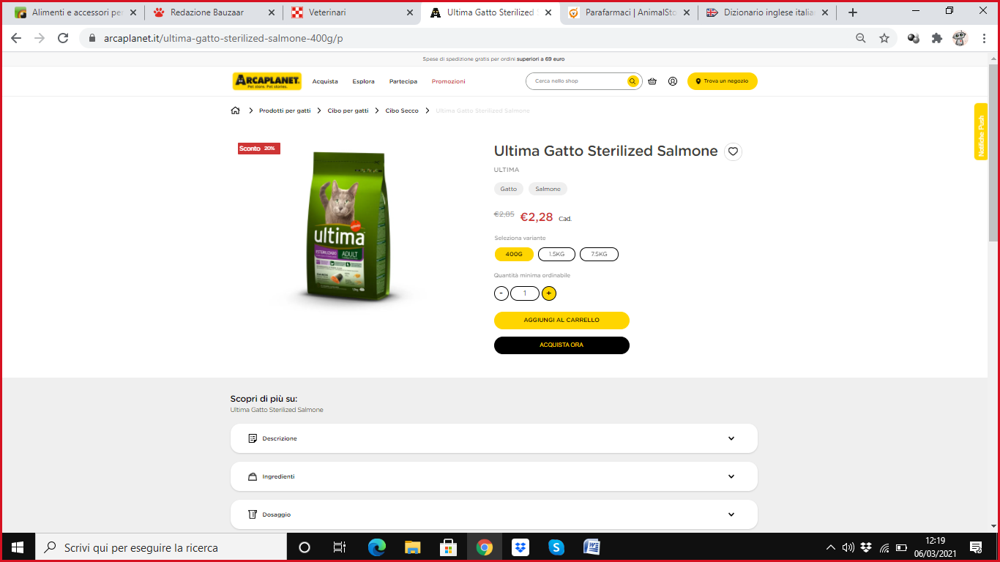 Alimenti e accessori per
Redazione Bauzaar
Veterinari
Ultima Gatto Sterilized S
Parafarmaci | AnimalSto
Dizionario inglese italia
arcaplanet.it/ultima-gatto-sterilized-salmone-400g/p
Spese di spedizione gratis per ordini superiori a 69 euro
ARCAPLANET.
Pet store. Pet stories.
Acquista
Esplora
Partecipa
Promozioni
Cerca nello shop
Trova un negozio
Prodotti per gatti
Cibo per gatti
Cibo Secco
Ultima Gatto Sterilized Salmone
Notifiche Push
Sconto 20%
ultima
ESTERILIZADO
ADULT
Ultima Gatto Sterilized Salmone
ULTIMA
Gatto
Salmone
€2,85 €2,28 Cad.
Seleziona variante
400G
1.5KG
7.5KG
Quantità minima ordinabile
- 1 +
AGGIUNGI AL CARRELLO
ACQUISTA ORA
Scopri di più su:
Ultima Gatto Sterilized Salmone
Descrizione
Ingredienti
Dosaggio
Scrivi qui per eseguire la ricerca
12:19
06/03/2021